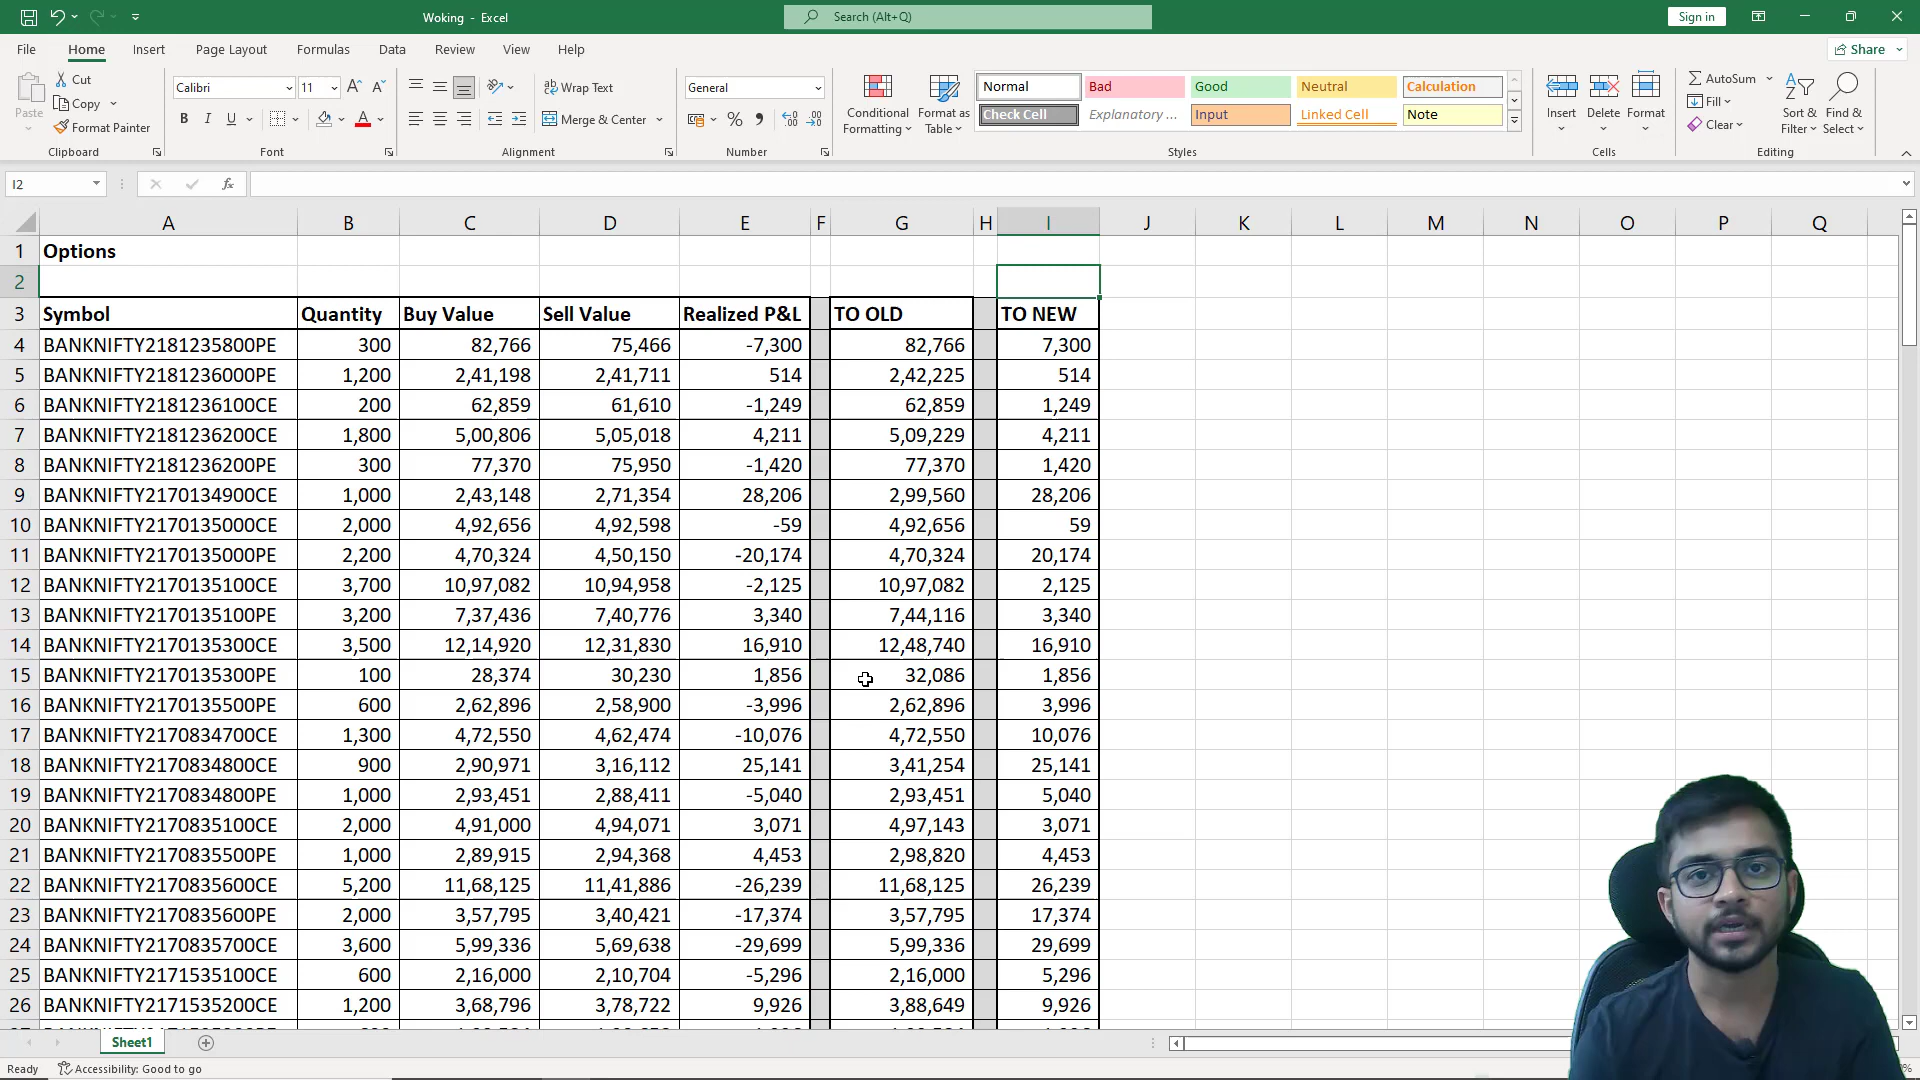 Woking - Excel
Search (Alt+Q)
Sign in
File Home Insert Page Layout Formulas Data Review View Help
Share
Paste
Cut
Copy
Format Painter
Clipboard
Calibri 11
B I U
Font
Wrap Text
Merge & Center
Alignment
General
Number
Conditional Formatting
Format as Table
Normal Bad Good Neutral Calculation
Check Cell Explanatory ... Input Linked Cell Note
Styles
Insert Delete Format
Cells
AutoSum
Fill
Clear
Sort & Filter
Find & Select
Editing
I2
fx
A B C D E F G H I J K L M N O P Q
1 Options
2
3 Symbol Quantity Buy Value Sell Value Realized P&L TO OLD TO NEW
4 BANKNIFTY2181235800PE 300 82,766 75,466 -7,300 82,766 7,300
5 BANKNIFTY2181236000PE 1,200 2,41,198 2,41,711 514 2,42,225 514
6 BANKNIFTY2181236100CE 200 62,859 61,610 -1,249 62,859 1,249
7 BANKNIFTY2181236200CE 1,800 5,00,806 5,05,018 4,211 5,09,229 4,211
8 BANKNIFTY2181236200PE 300 77,370 75,950 -1,420 77,370 1,420
9 BANKNIFTY2170134900CE 1,000 2,43,148 2,71,354 28,206 2,99,560 28,206
10 BANKNIFTY2170135000CE 2,000 4,92,656 4,92,598 -59 4,92,656 59
11 BANKNIFTY2170135000PE 2,200 4,70,324 4,50,150 -20,174 4,70,324 20,174
12 BANKNIFTY2170135100CE 3,700 10,97,082 10,94,958 -2,125 10,97,082 2,125
13 BANKNIFTY2170135100PE 3,200 7,37,436 7,40,776 3,340 7,44,116 3,340
14 BANKNIFTY2170135300CE 3,500 12,14,920 12,31,830 16,910 12,48,740 16,910
15 BANKNIFTY2170135300PE 100 28,374 30,230 1,856 32,086 1,856
16 BANKNIFTY2170135500PE 600 2,62,896 2,58,900 -3,996 2,62,896 3,996
17 BANKNIFTY2170834700CE 1,300 4,72,550 4,62,474 -10,076 4,72,550 10,076
18 BANKNIFTY2170834800CE 900 2,90,971 3,16,112 25,141 3,41,254 25,141
19 BANKNIFTY2170834800PE 1,000 2,93,451 2,88,411 -5,040 2,93,451 5,040
20 BANKNIFTY2170835100CE 2,000 4,91,000 4,94,071 3,071 4,97,143 3,071
21 BANKNIFTY2170835500PE 1,000 2,89,915 2,94,368 4,453 2,98,820 4,453
22 BANKNIFTY2170835600CE 5,200 11,68,125 11,41,886 -26,239 11,68,125 26,239
23 BANKNIFTY2170835600PE 2,000 3,57,795 3,40,421 -17,374 3,57,795 17,374
24 BANKNIFTY2170835700CE 3,600 5,99,336 5,69,638 -29,699 5,99,336 29,699
25 BANKNIFTY2171535100CE 600 2,16,000 2,10,704 -5,296 2,16,000 5,296
26 BANKNIFTY2171535200CE 1,200 3,68,796 3,78,722 9,926 3,88,649 9,926
Sheet1
Ready Accessibility: Good to go